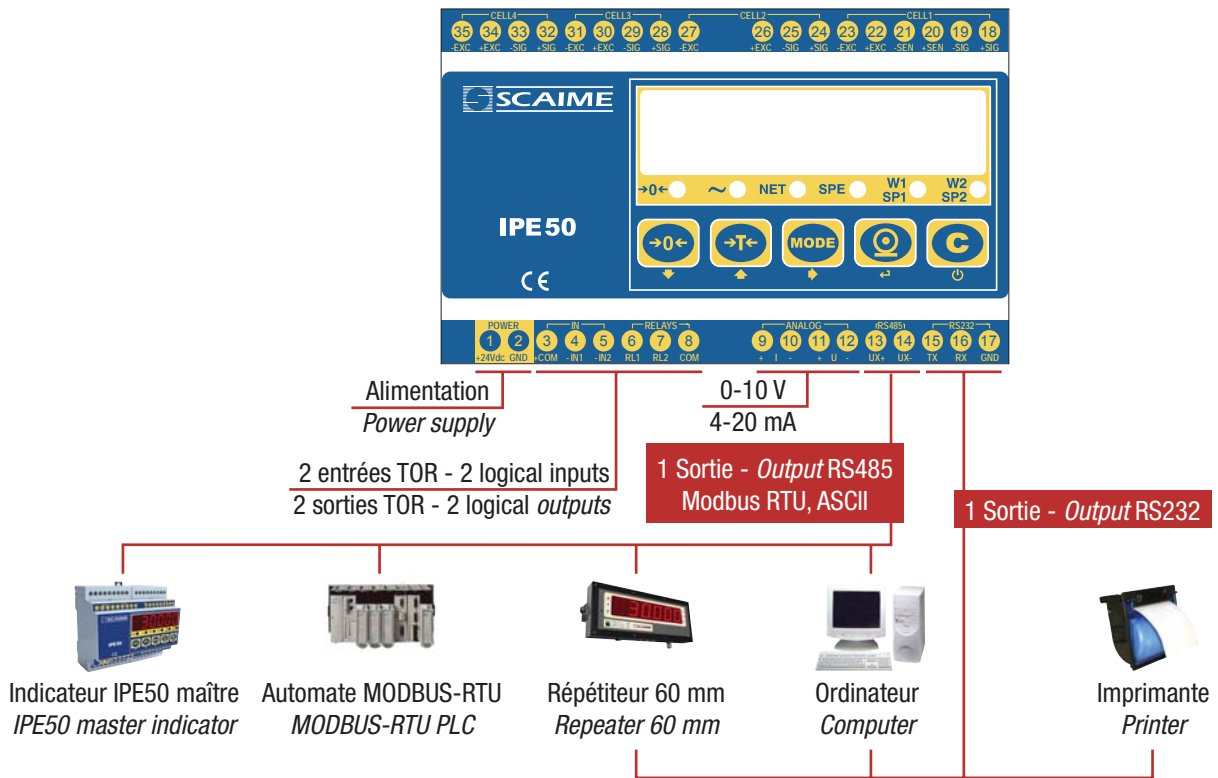 CELL4 CELL3 CELL2 CELL1
35 34 33 32 31 30 29 28 27 26 25 24 23 22 21 20 19 18
-EXC +EXC -SIG +SIG -EXC +EXC -SIG +SIG -EXC +EXC -SIG +SIG -EXC +EXC -SEN +SEN -SIG +SIG
SCAIME
→0← ~ NET SPE W1 SP1 W2 SP2
IPE50
→0← →T← MODE C
CE
POWER IN RELAYS ANALOG RS485 RS232
1 2 3 4 5 6 7 8 9 10 11 12 13 14 15 16 17
+24Vdc GND +COM -IN1 -IN2 RL1 RL2 COM + I - + U - UX+ UX- TX RX GND
Alimentation
Power supply
0-10 V
4-20 mA
2 entrées TOR - 2 logical inputs
2 sorties TOR - 2 logical outputs
1 Sortie - Output RS485
Modbus RTU, ASCII
1 Sortie - Output RS232
SCAIME
30000
IPE50
30000
Indicateur IPE50 maître
IPE50 master indicator
Automate MODBUS-RTU
MODBUS-RTU PLC
Répétiteur 60 mm
Repeater 60 mm
Ordinateur
Computer
Imprimante
Printer